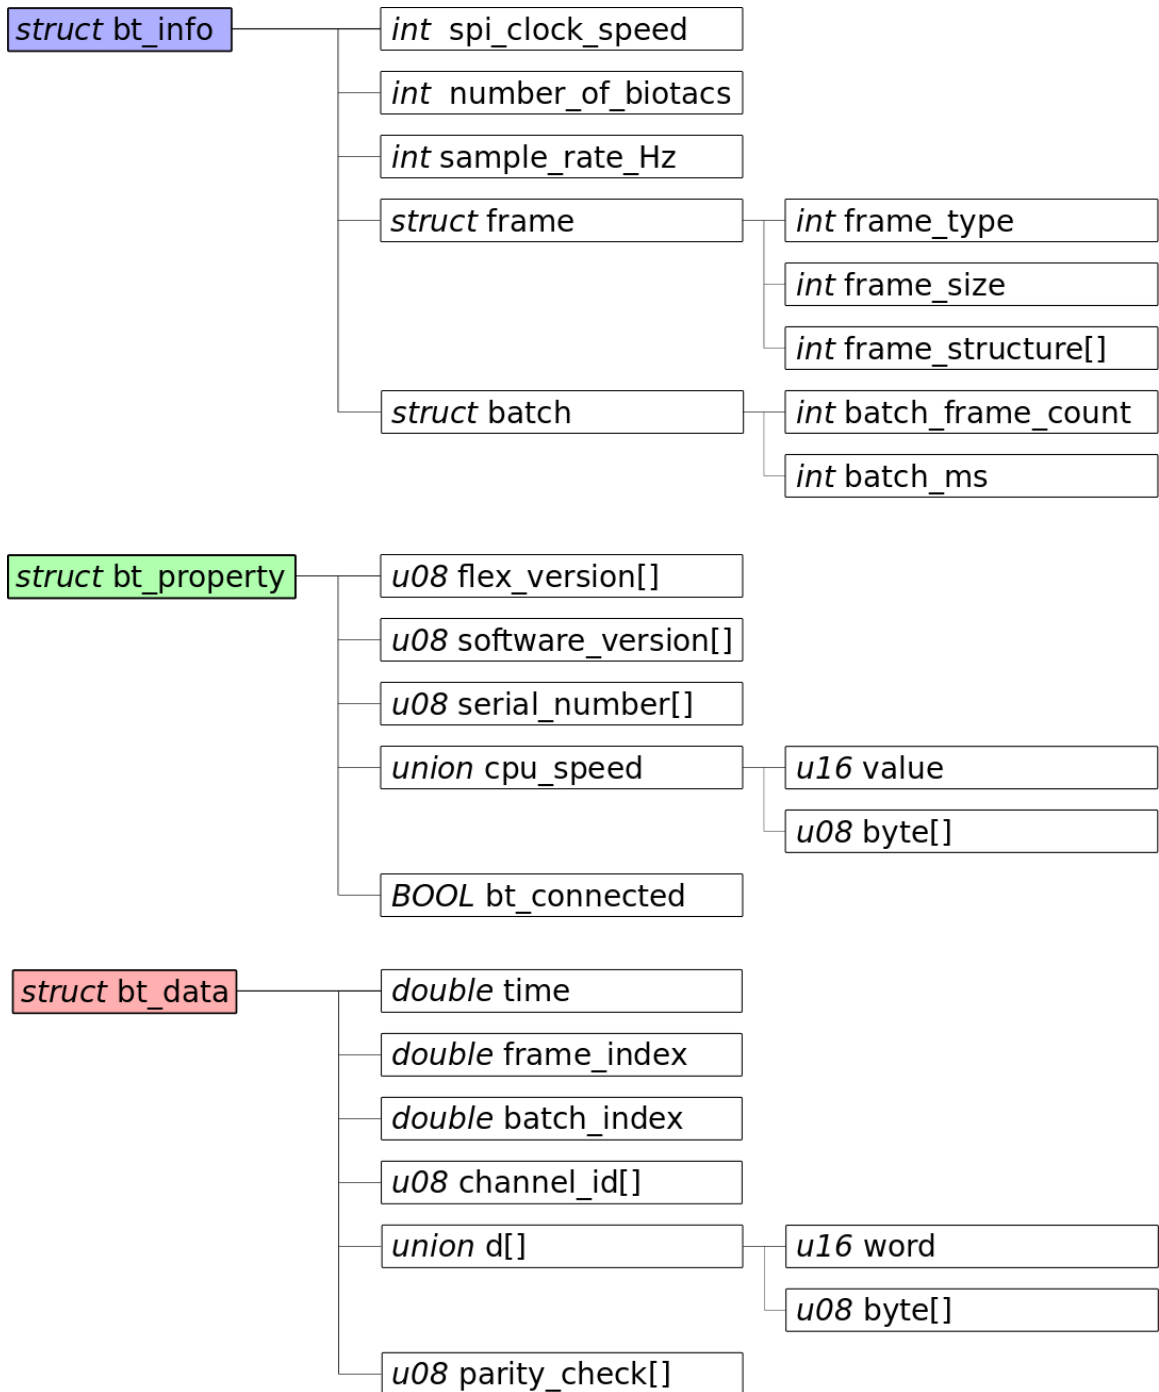 struct bt_info
int spi_clock_speed
int number_of_biotacs
int sample_rate_Hz
struct frame
int frame_type
int frame_size
int frame_structure[]
struct batch
int batch_frame_count
int batch_ms
struct bt_property
u08 flex_version[]
u08 software_version[]
u08 serial_number[]
union cpu_speed
u16 value
u08 byte[]
BOOL bt_connected
struct bt_data
double time
double frame_index
double batch_index
u08 channel_id[]
union d[]
u16 word
u08 byte[]
u08 parity_check[]